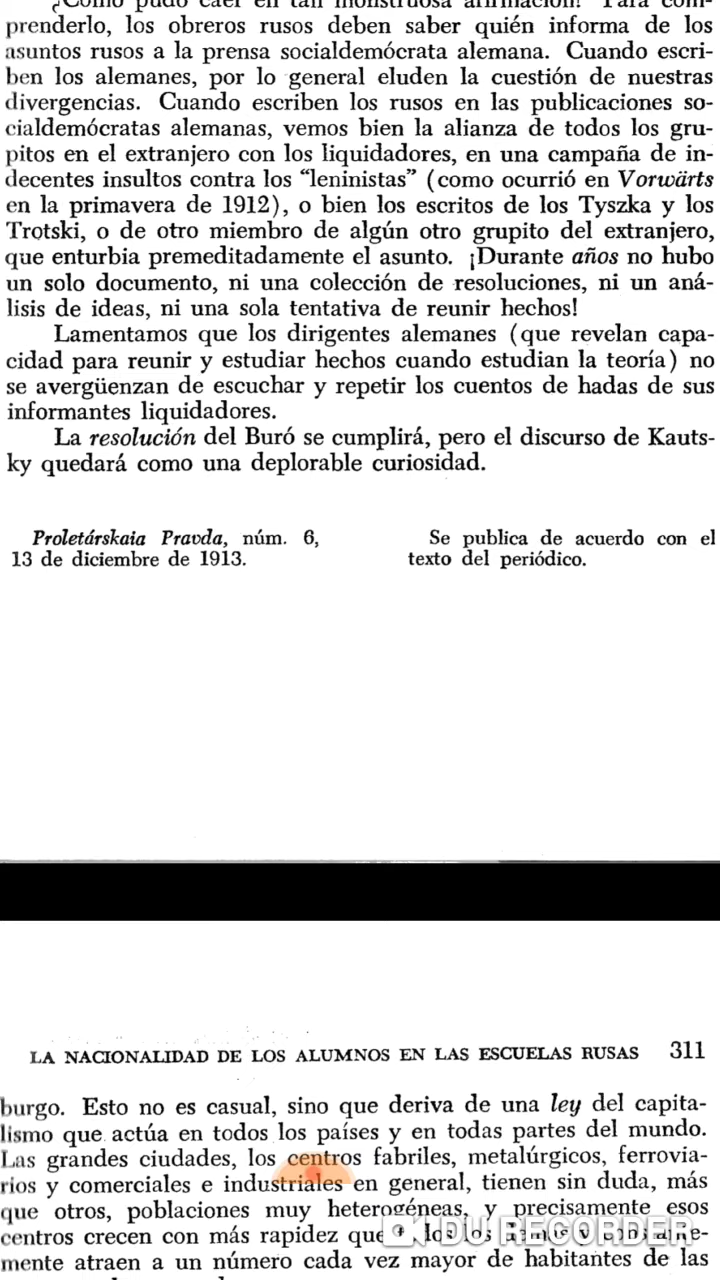 ¿Cómo pudo caer en tan monstruosa afirmación? Para com-
prenderlo, los obreros rusos deben saber quién informa de los
asuntos rusos a la prensa socialdemócrata alemana. Cuando escri-
ben los alemanes, por lo general eluden la cuestión de nuestras
divergencias. Cuando escriben los rusos en las publicaciones so-
cialdemócratas alemanas, vemos bien la alianza de todos los gru-
pitos en el extranjero con los liquidadores, en una campaña de in-
decentes insultos contra los "leninistas" (como ocurrió en Vorwärts
en la primavera de 1912), o bien los escritos de los Tyszka y los
Trotski, o de otro miembro de algún otro grupito del extranjero,
que enturbia premeditadamente el asunto. ¡Durante años no hubo
un solo documento, ni una colección de resoluciones, ni un aná-
lisis de ideas, ni una sola tentativa de reunir hechos!
Lamentamos que los dirigentes alemanes (que revelan capa-
cidad para reunir y estudiar hechos cuando estudian la teoría) no
se avergüenzan de escuchar y repetir los cuentos de hadas de sus
informantes liquidadores.
La resolución del Buró se cumplirá, pero el discurso de Kauts-
ky quedará como una deplorable curiosidad.
Proletárskaia Pravda, núm. 6,
13 de diciembre de 1913.
Se publica de acuerdo con el
texto del periódico.
LA NACIONALIDAD DE LOS ALUMNOS EN LAS ESCUELAS RUSAS 311
burgo. Esto no es casual, sino que deriva de una ley del capita-
lismo que actúa en todos los países y en todas partes del mundo.
Las grandes ciudades, los centros fabriles, metalúrgicos, ferrovia-
rios y comerciales e industriales en general, tienen sin duda, más
que otros, poblaciones muy heterogéneas, y precisamente esos
centros crecen con más rapidez que
DU RECORDER
mente atraen a un número cada vez mayor de habitantes de las